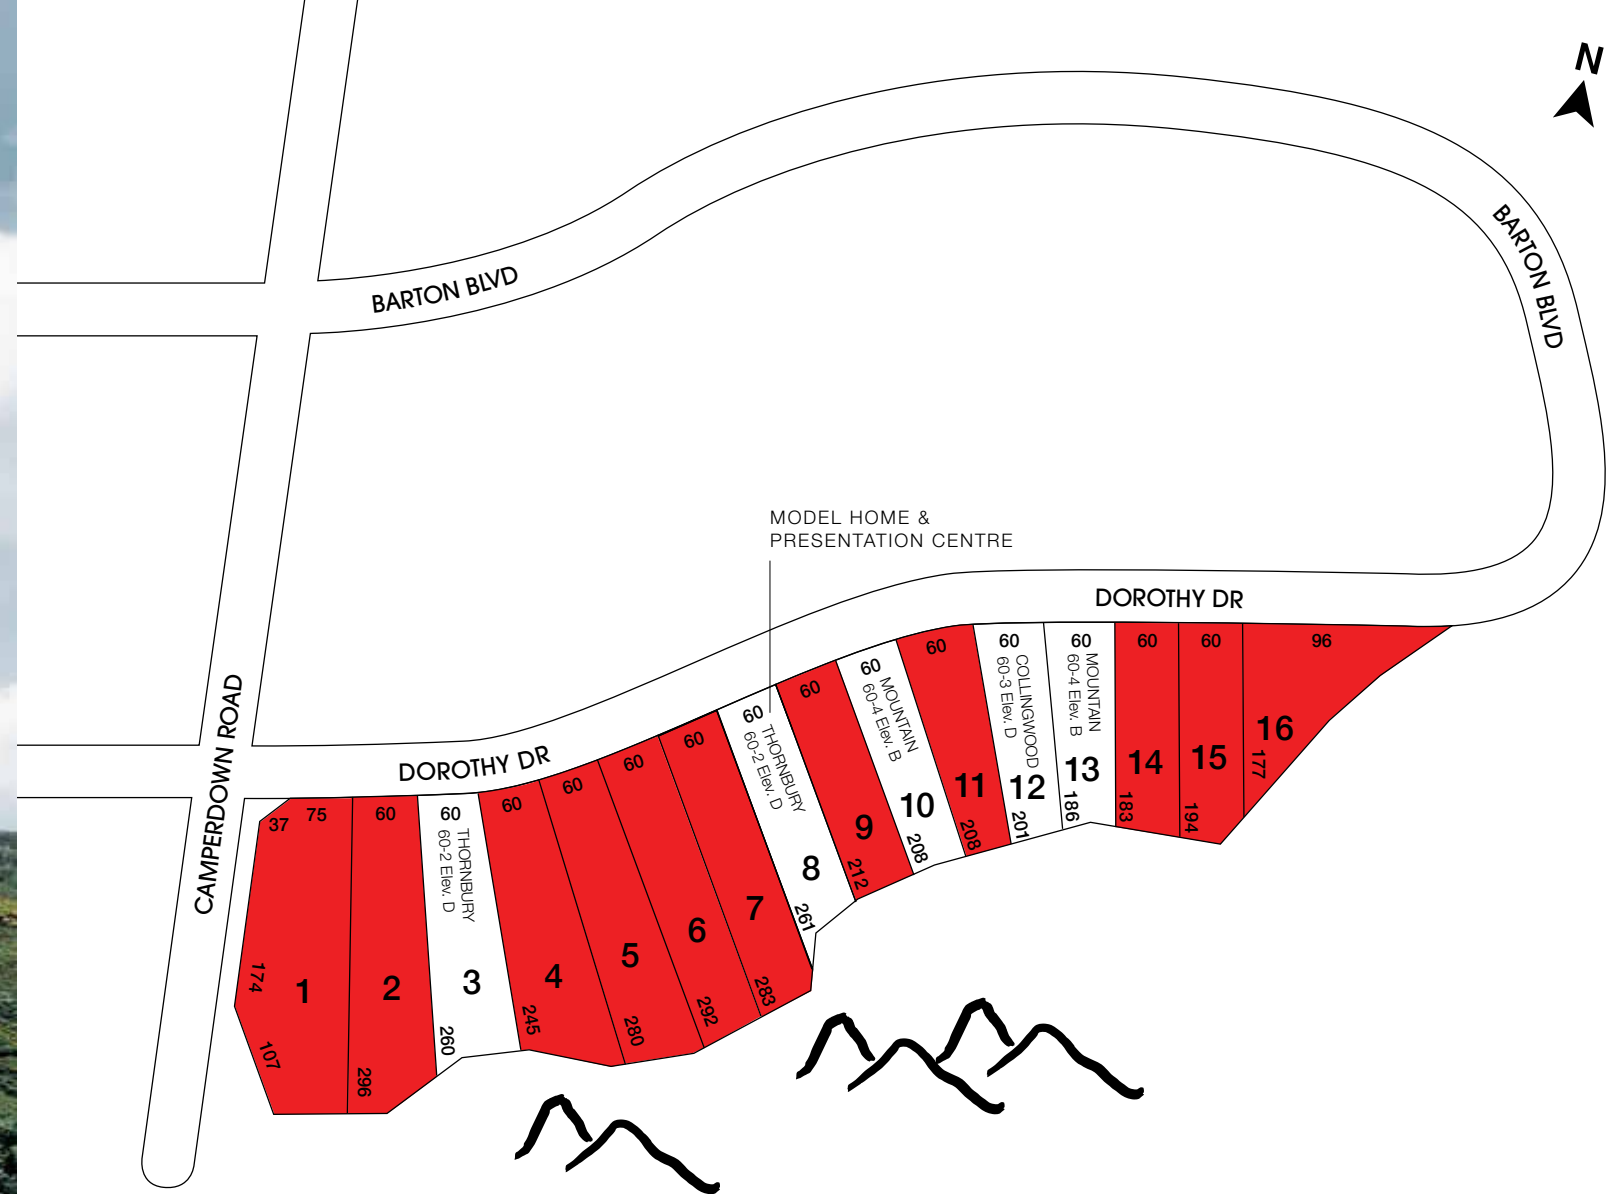 N
BARTON BLVD
BARTON BLVD
MODEL HOME &
PRESENTATION CENTRE
DOROTHY DR
DOROTHY DR
CAMPERDOWN ROAD
37
75
174
1
107
60
2
296
60
THORNBURY
60-2 Elev. D
3
260
60
4
245
60
5
280
60
6
292
60
7
283
60
THORNBURY
60-2 Elev. D
8
261
60
9
212
60
MOUNTAIN
60-4 Elev. B
10
208
60
11
208
60
COLLINGWOOD
60-3 Elev. D
12
201
60
MOUNTAIN
60-4 Elev. B
13
186
60
14
183
60
15
194
96
16
177